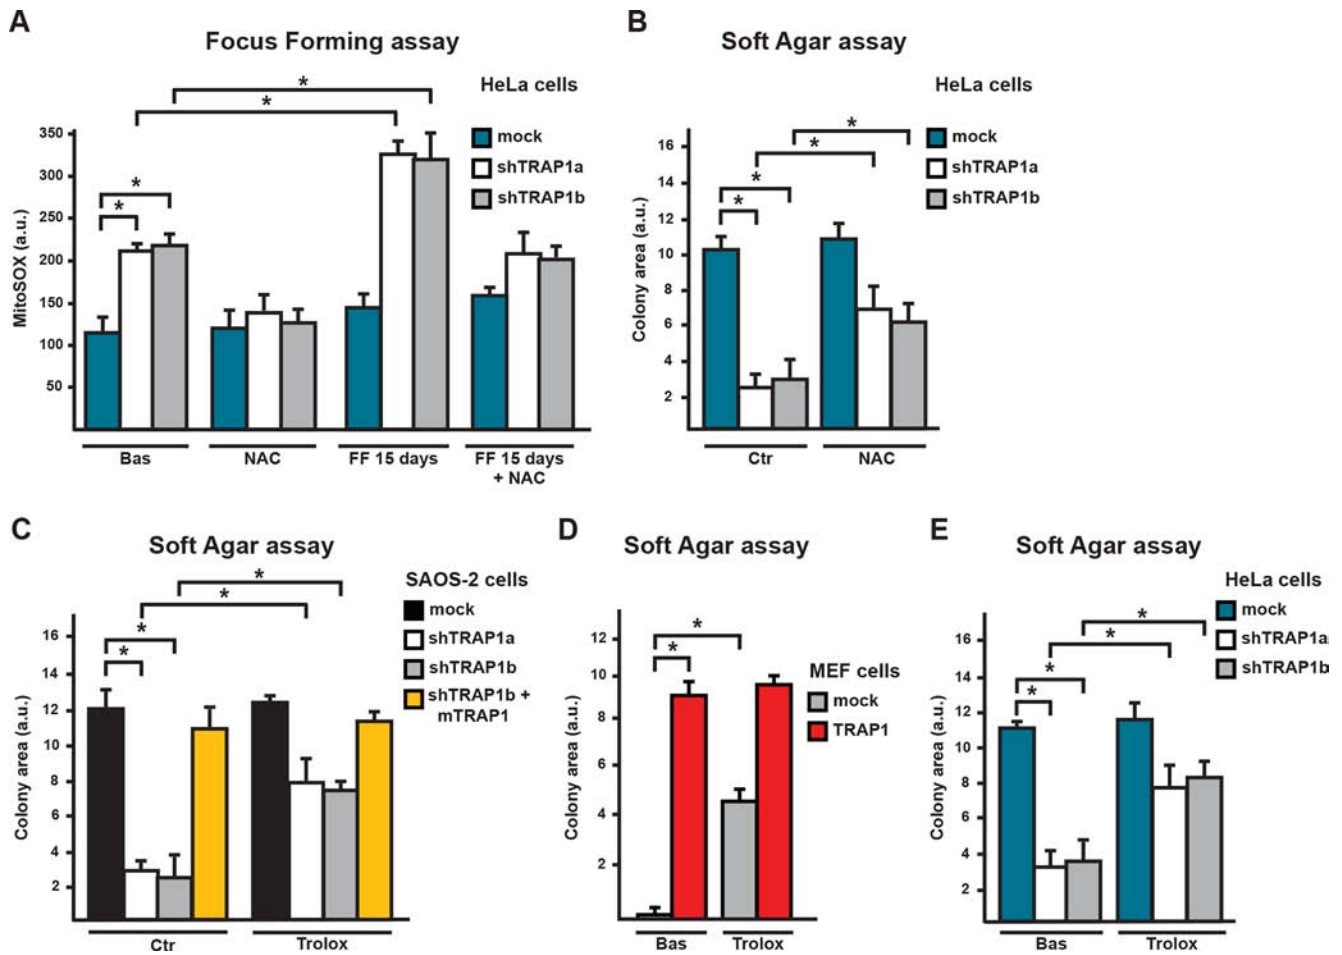 A
Focus Forming assay
HeLa cells
mock
shTRAP1a
shTRAP1b
MitoSOX (a.u.)
350
300
250
200
150
100
50
*
*
*
*
Bas
NAC
FF 15 days
FF 15 days
+ NAC
B
Soft Agar assay
HeLa cells
mock
shTRAP1a
shTRAP1b
Colony area (a.u.)
16
14
12
10
8
6
4
2
*
*
*
*
Ctr
NAC
C
Soft Agar assay
SAOS-2 cells
mock
shTRAP1a
shTRAP1b
shTRAP1b +
mTRAP1
Colony area (a.u.)
16
14
12
10
8
6
4
2
*
*
*
*
Ctr
Trolox
D
Soft Agar assay
MEF cells
mock
TRAP1
Colony area (a.u.)
12
10
8
6
4
2
*
*
Bas
Trolox
E
Soft Agar assay
HeLa cells
mock
shTRAP1a
shTRAP1b
Colony area (a.u.)
16
14
12
10
8
6
4
2
*
*
*
*
Bas
Trolox